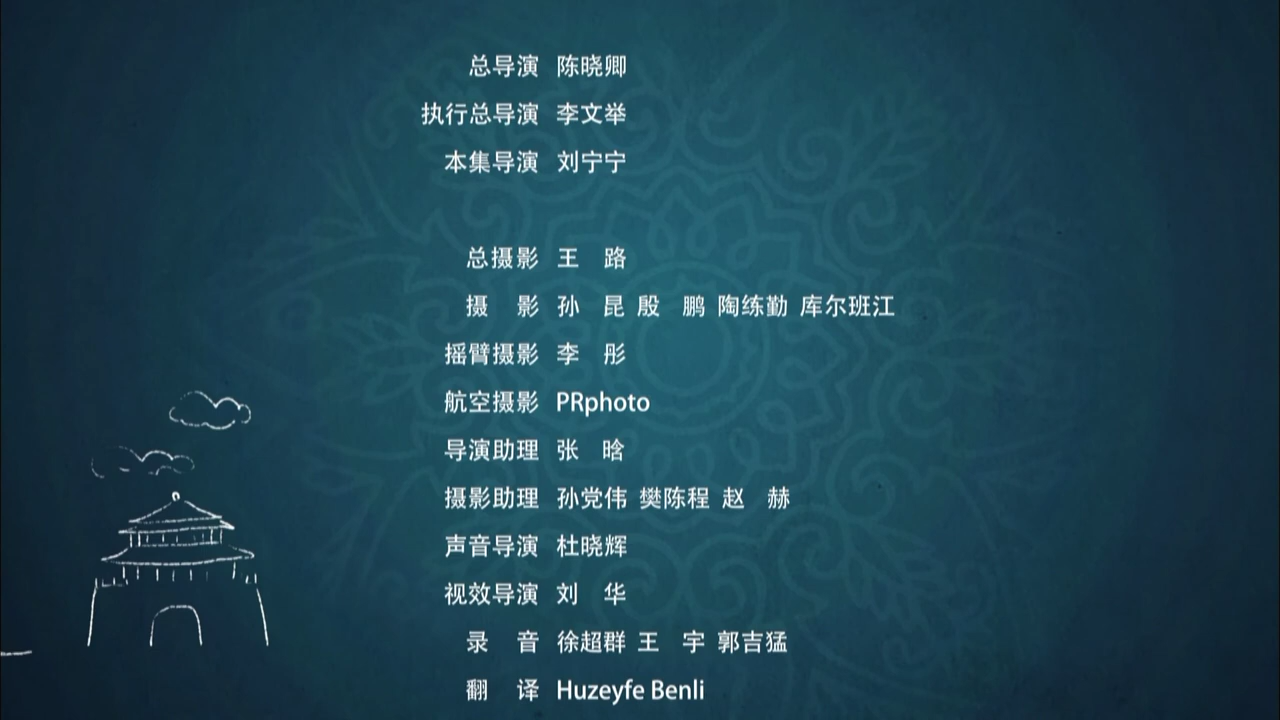 总导演 陈晓卿
执行总导演 李文举
本集导演 刘宁宁
总摄影 王 路
摄 影 孙 昆 殷 鹏 陶练勤 库尔班江
摇臂摄影 李 彤
航空摄影 PRphoto
导演助理 张 晗
摄影助理 孙党伟 樊陈程 赵 赫
声音导演 杜晓辉
视效导演 刘 华
录 音 徐超群 王 宇 郭吉猛
翻 译 Huzeyfe Benli